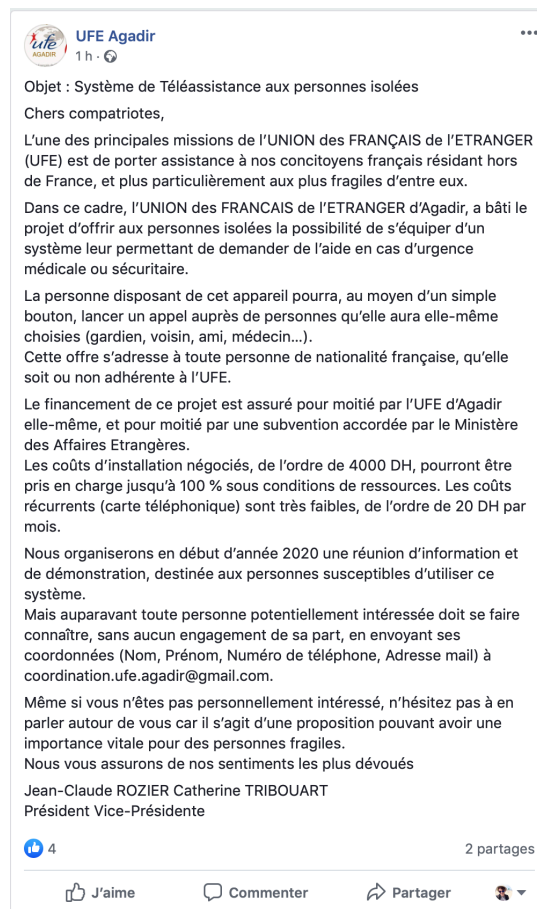 ufe
AGADIR
UFE Agadir
1 h ·
Objet : Système de Téléassistance aux personnes isolées
Chers compatriotes,
L’une des principales missions de l’UNION des FRANÇAIS de l’ETRANGER
(UFE) est de porter assistance à nos concitoyens français résidant hors
de France, et plus particulièrement aux plus fragiles d’entre eux.
Dans ce cadre, l’UNION des FRANCAIS de l’ETRANGER d’Agadir, a bâti le
projet d’offrir aux personnes isolées la possibilité de s’équiper d’un
système leur permettant de demander de l’aide en cas d’urgence
médicale ou sécuritaire.
La personne disposant de cet appareil pourra, au moyen d’un simple
bouton, lancer un appel auprès de personnes qu’elle aura elle-même
choisies (gardien, voisin, ami, médecin…).
Cette offre s’adresse à toute personne de nationalité française, qu’elle
soit ou non adhérente à l’UFE.
Le financement de ce projet est assuré pour moitié par l’UFE d’Agadir
elle-même, et pour moitié par une subvention accordée par le Ministère
des Affaires Etrangères.
Les coûts d’installation négociés, de l’ordre de 4000 DH, pourront être
pris en charge jusqu’à 100 % sous conditions de ressources. Les coûts
récurrents (carte téléphonique) sont très faibles, de l’ordre de 20 DH par
mois.
Nous organiserons en début d’année 2020 une réunion d’information et
de démonstration, destinée aux personnes susceptibles d’utiliser ce
système.
Mais auparavant toute personne potentiellement intéressée doit se faire
connaître, sans aucun engagement de sa part, en envoyant ses
coordonnées (Nom, Prénom, Numéro de téléphone, Adresse mail) à
coordination.ufe.agadir@gmail.com.
Même si vous n’êtes pas personnellement intéressé, n’hésitez pas à en
parler autour de vous car il s’agit d’une proposition pouvant avoir une
importance vitale pour des personnes fragiles.
Nous vous assurons de nos sentiments les plus dévoués
Jean-Claude ROZIER Catherine TRIBOUART
Président Vice-Présidente
4
2 partages
J’aime
Commenter
Partager